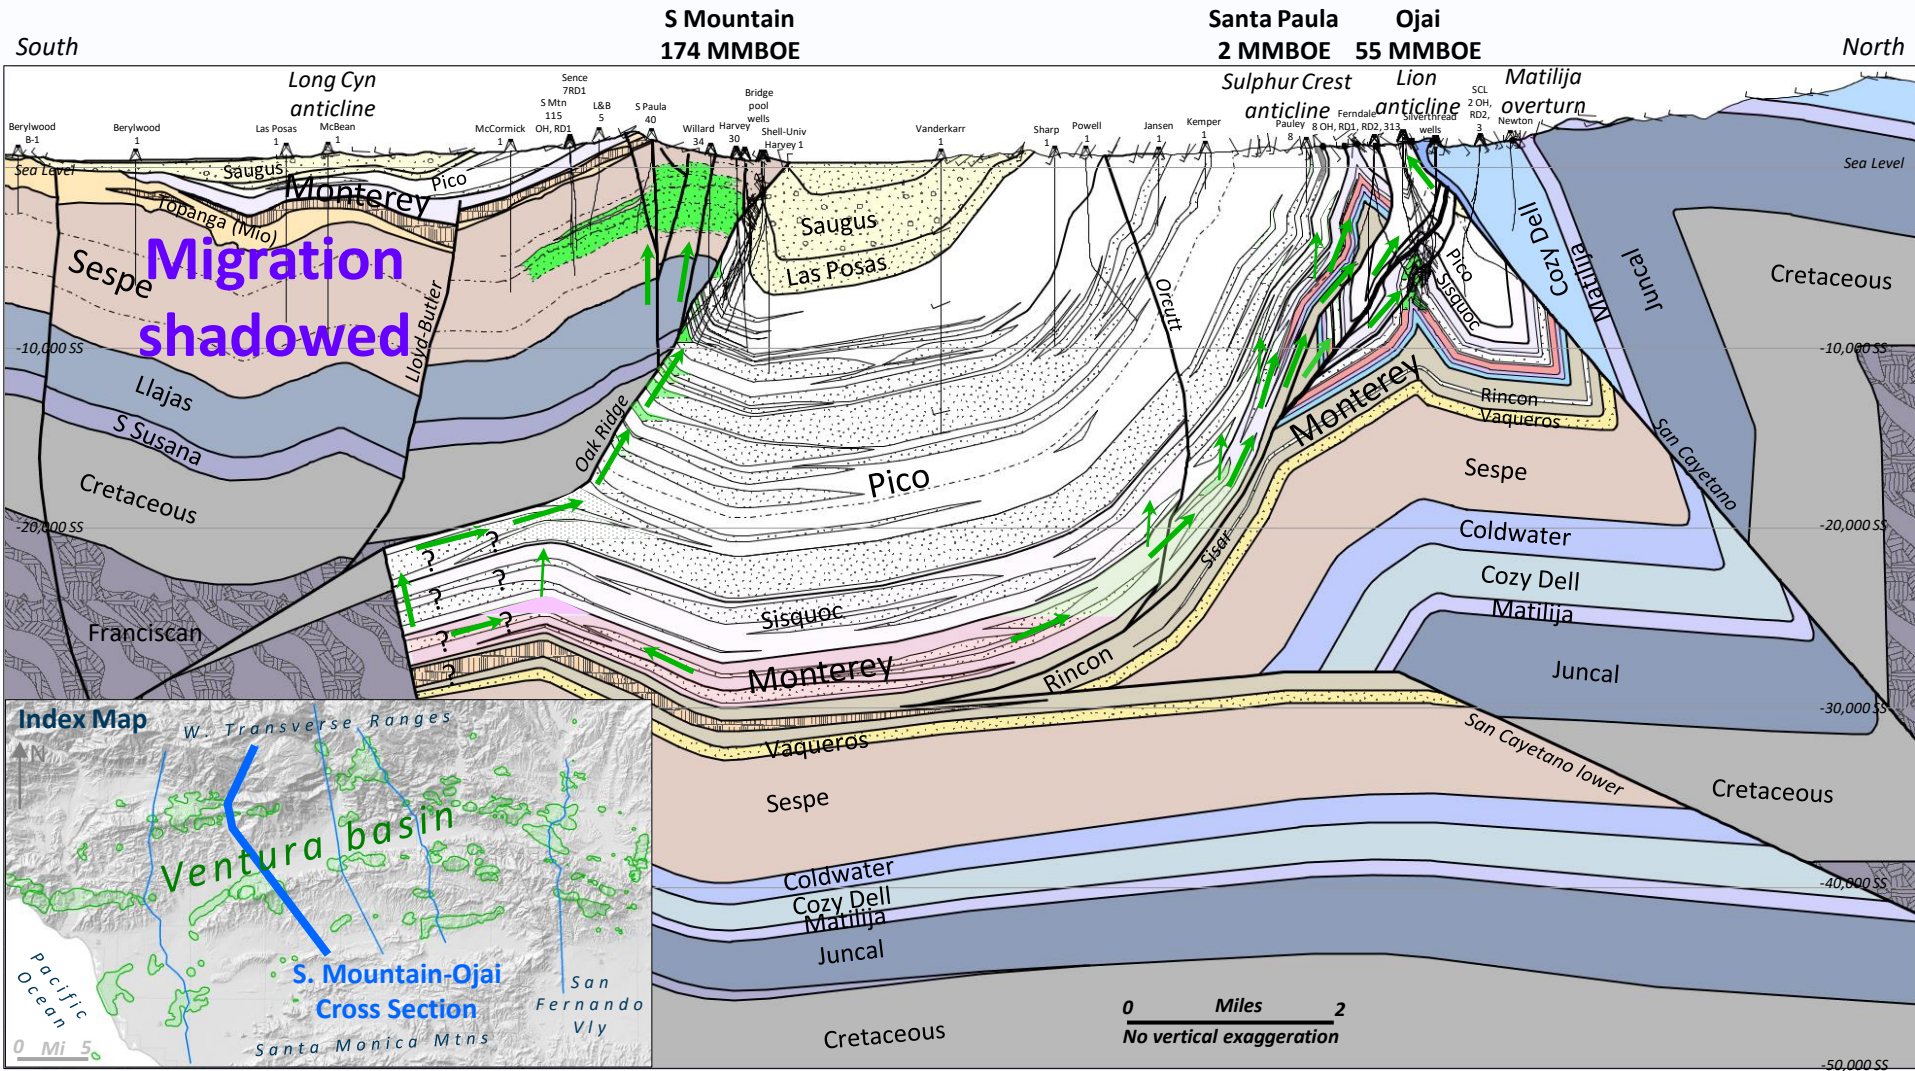 S Mountain
174 MMBOE
Santa Paula
2 MMBOE
Ojai
55 MMBOE
South
North
Long Cyn
anticline
Sulphur Crest
anticline
Lion
anticline
Matilija
overturn
Berylwood
B-1
Berylwood
1
Las Posas
1
McBean
1
McCormick
1
S Mtn
115
OH, RD1
Sence
7RD1
L&B
5
S Paula
40
Willard
34
Harvey
30
Bridge
pool
wells
Shell-Univ
Harvey 1
Vanderkarr
1
Sharp
1
Powell
1
Jansen
1
Kemper
1
Pauley
8
Ferndale
8 OH, RD1, RD2, 313
Silverthread
wells
SCL
2 OH,
RD2,
3
Newton
Sea Level
Sea Level
Saugus
Pico
Monterey
Topanga (Mio)
Sespe
Migration
shadowed
Lloyd-Butler
Llajas
S Susana
Cretaceous
Franciscan
-10,000 SS
-20,000 SS
Oak Ridge
Saugus
Las Posas
Pico
Orcutt
Sisquoc
Monterey
Rincon
Sisar
Vaqueros
Sespe
Coldwater
Cozy Dell
Matilija
Juncal
Cretaceous
Monterey
Pico
Sisquoc
Rincon
Vaqueros
Sespe
Coldwater
Cozy Dell
Matilija
Juncal
Cozy Dell
Matilija
Juncal
Cretaceous
San Cayetano
San Cayetano lower
Cretaceous
-10,000 SS
-20,000 SS
-30,000 SS
-40,000 SS
-50,000 SS
?
?
?
?
?
?
?
?
0 Miles 2
No vertical exaggeration
Index Map
N
W. Transverse Ranges
Ventura basin
S. Mountain-Ojai
Cross Section
Pacific
Ocean
San
Fernando
Vly
Santa Monica Mtns
0 Mi 5